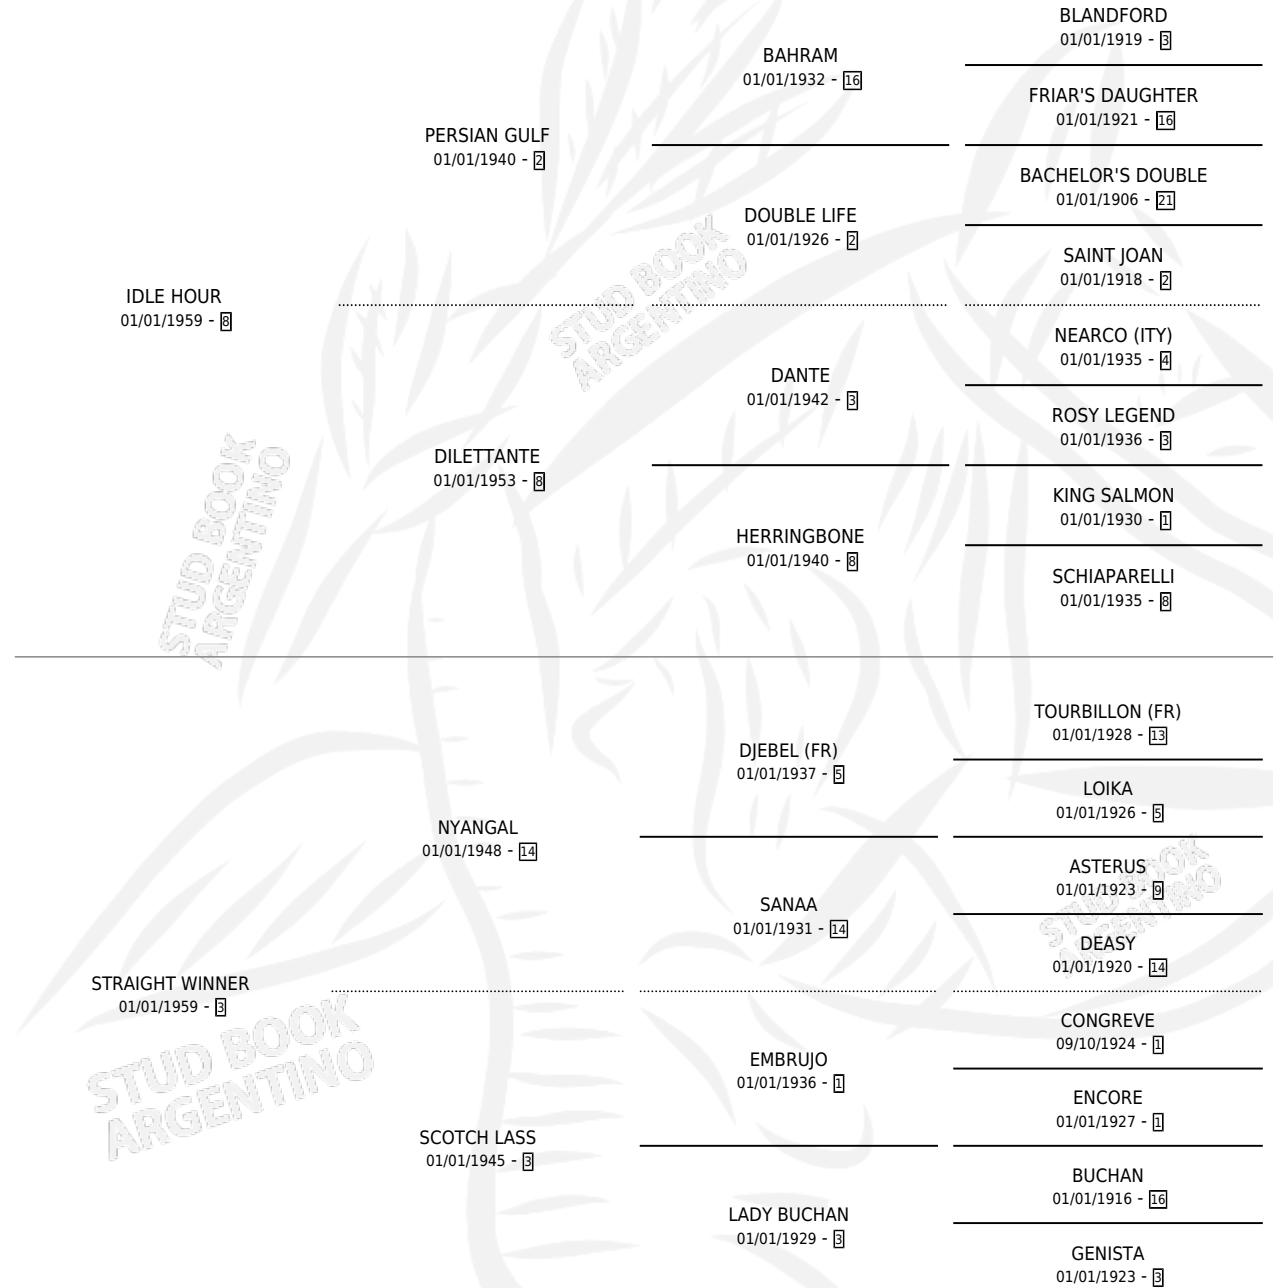 BLANDFORD
01/01/1919 - 3
BAHRAM
01/01/1932 - 16
FRIAR'S DAUGHTER
01/01/1921 - 16
PERSIAN GULF
01/01/1940 - 2
BACHELOR'S DOUBLE
01/01/1906 - 21
DOUBLE LIFE
01/01/1926 - 2
SAINT JOAN
01/01/1918 - 2
IDLE HOUR
01/01/1959 - 8
STUD BOOK
ARGENTINO
NEARCO (ITY)
01/01/1935 - 4
DANTE
01/01/1942 - 3
ROSY LEGEND
01/01/1936 - 3
DILETTANTE
01/01/1953 - 8
KING SALMON
01/01/1930 - 1
HERRINGBONE
01/01/1940 - 8
SCHIAPARELLI
01/01/1935 - 8
STUD BOOK
ARGENTINO
TOURBILLON (FR)
01/01/1928 - 13
DJEBEL (FR)
01/01/1937 - 5
LOIKA
01/01/1926 - 5
NYANGAL
01/01/1948 - 14
ASTERUS
01/01/1923 - 9
SANAA
01/01/1931 - 14
DEASY
01/01/1920 - 14
STUD BOOK
ARGENTINO
STRAIGHT WINNER
01/01/1959 - 3
CONGREVE
09/10/1924 - 1
EMBRUJO
01/01/1936 - 1
ENCORE
01/01/1927 - 1
STUD BOOK
ARGENTINO
SCOTCH LASS
01/01/1945 - 3
BUCHAN
01/01/1916 - 16
LADY BUCHAN
01/01/1929 - 3
GENISTA
01/01/1923 - 3